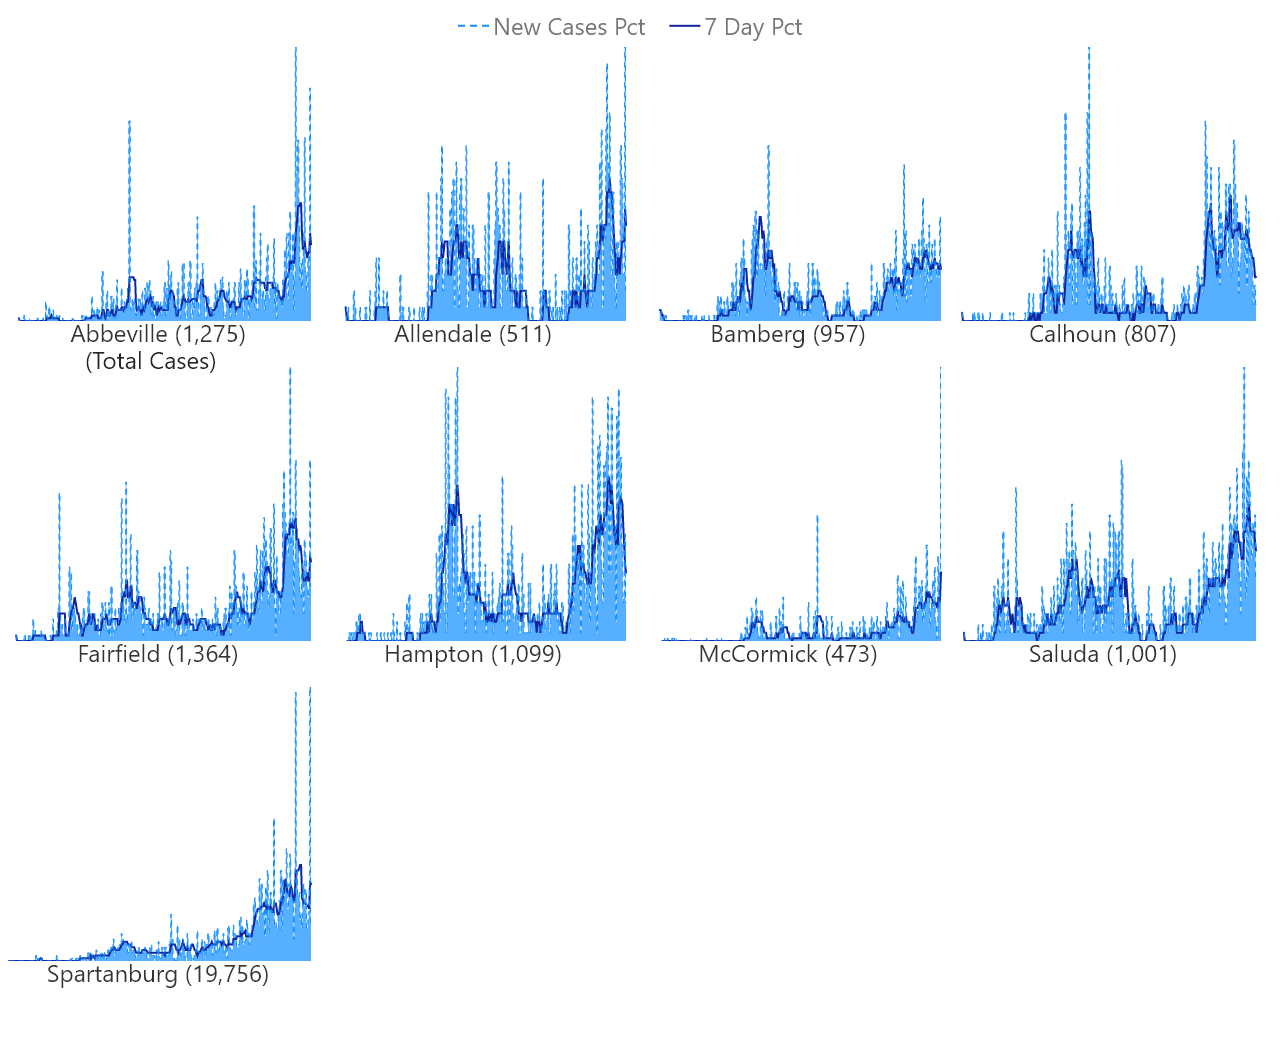 New Cases Pct 7 Day Pct
Abbeville (1,275)
(Total Cases)
Allendale (511)
Bamberg (957)
Calhoun (807)
Fairfield (1,364)
Hampton (1,099)
McCormick (473)
Saluda (1,001)
Spartanburg (19,756)